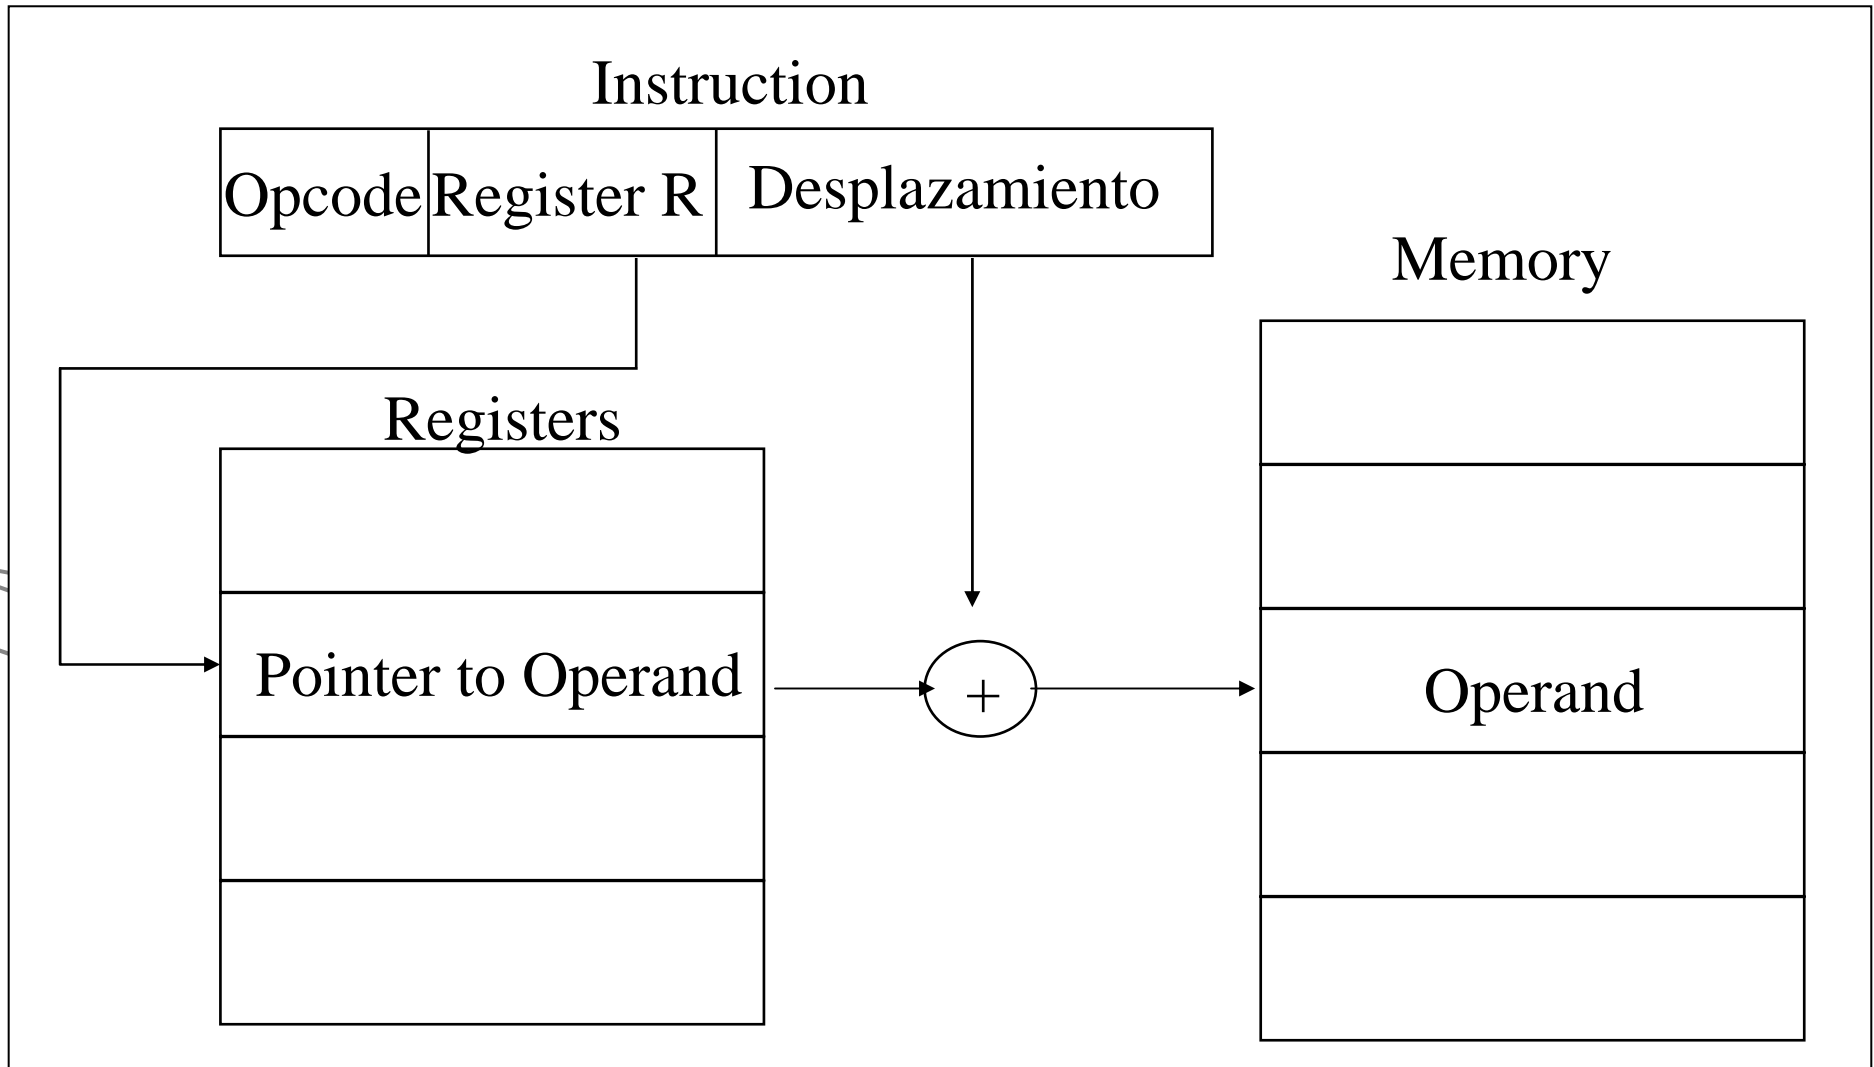 Instruction
Opcode Register R Desplazamiento
Memory
Registers
Pointer to Operand
+
Operand